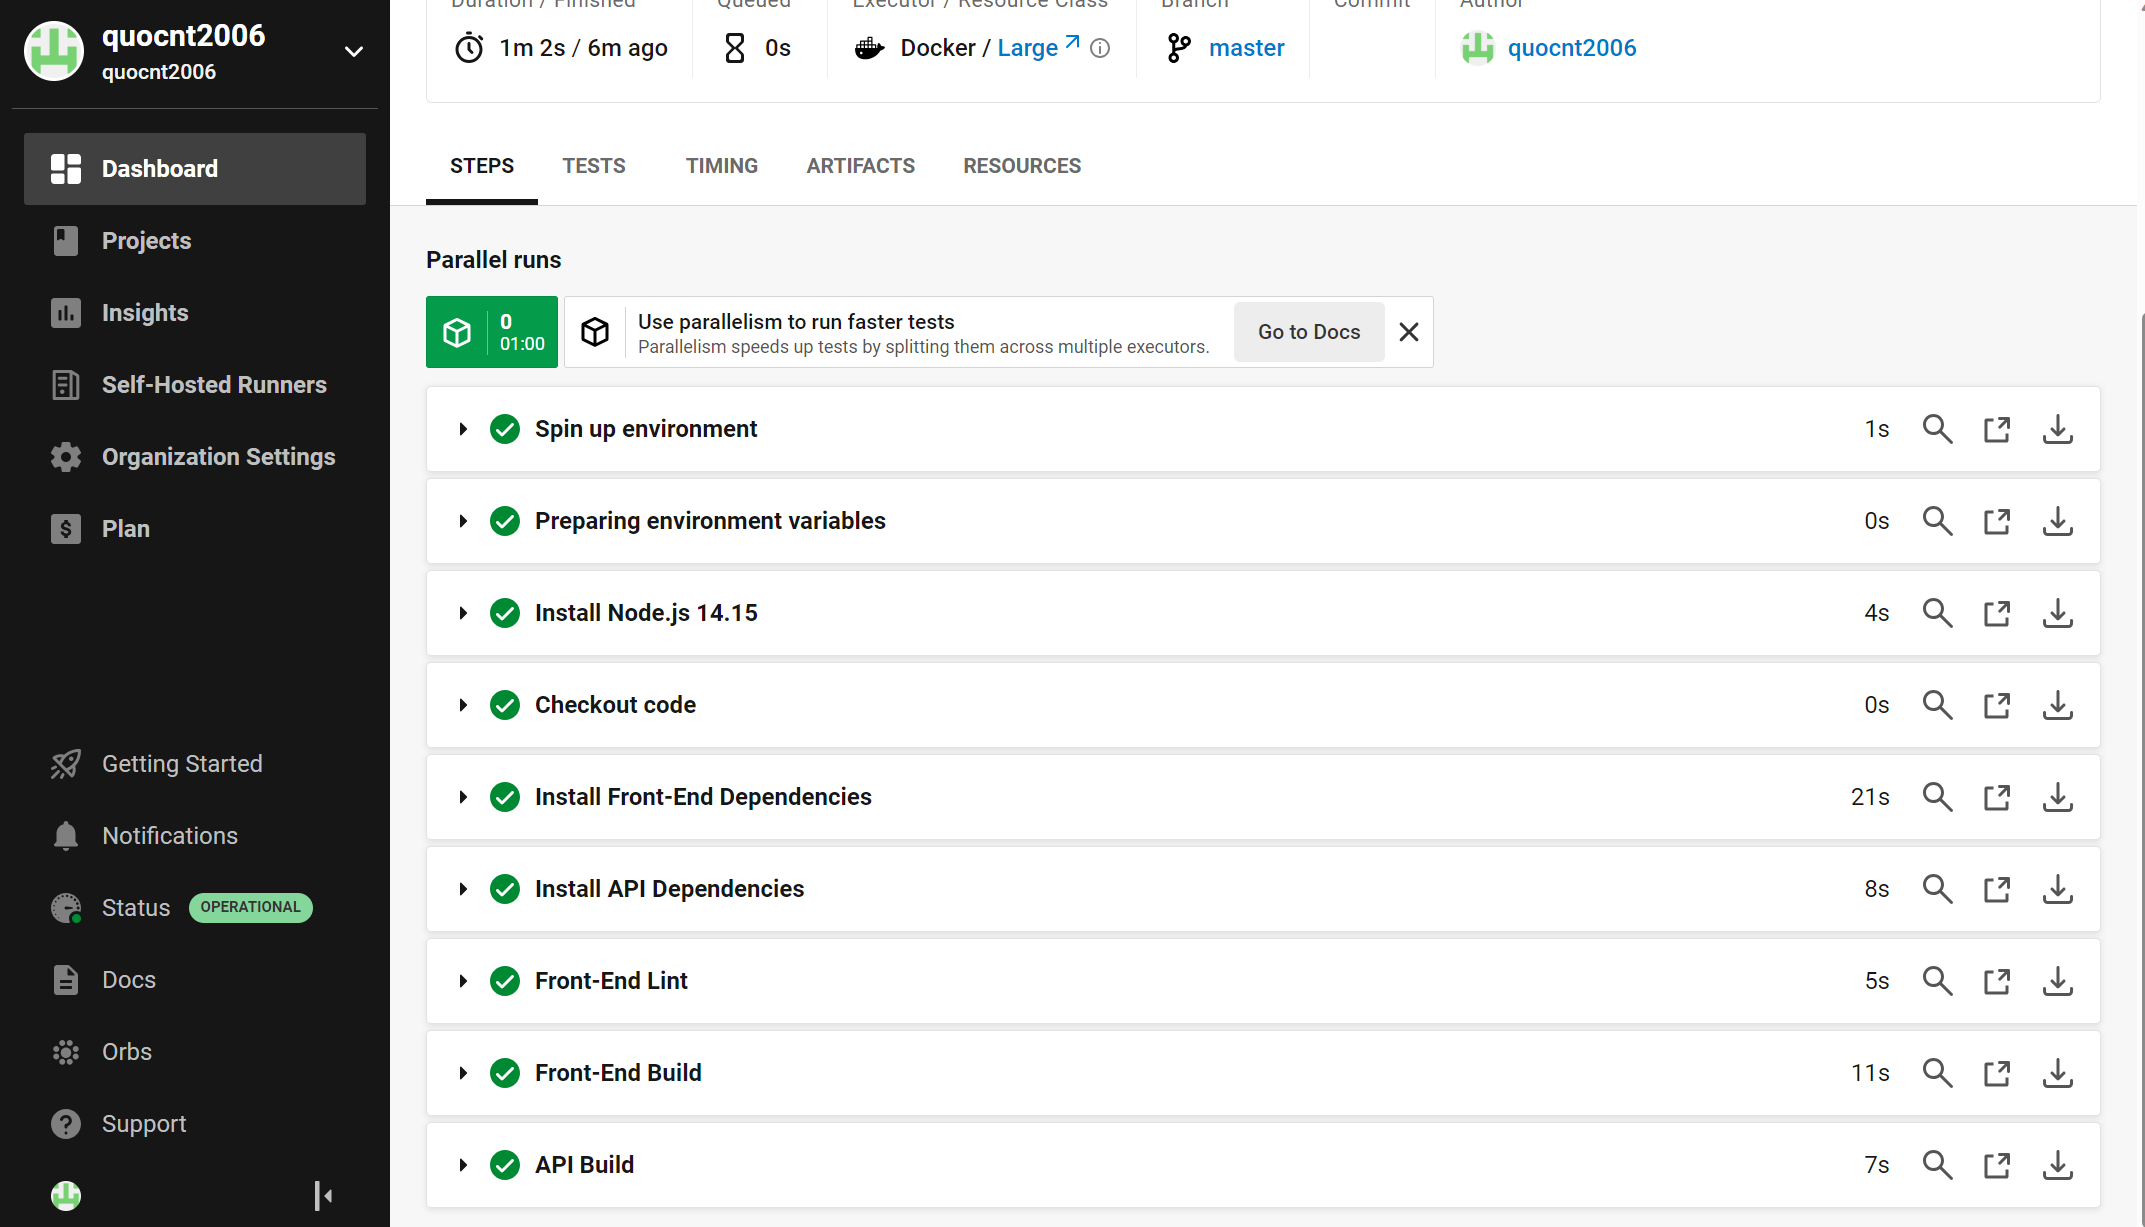 quocnt2006
quocnt2006
Dashboard
Projects
Insights
Self-Hosted Runners
Organization Settings
Plan
Getting Started
Notifications
Status OPERATIONAL
Docs
Orbs
Support
Duration / Finished Queued Executor / Resource Class Branch Commit Author
1m 2s / 6m ago 0s Docker / Large master quocnt2006
STEPS TESTS TIMING ARTIFACTS RESOURCES
Parallel runs
0
01:00
Use parallelism to run faster tests
Parallelism speeds up tests by splitting them across multiple executors.
Go to Docs
Spin up environment 1s
Preparing environment variables 0s
Install Node.js 14.15 4s
Checkout code 0s
Install Front-End Dependencies 21s
Install API Dependencies 8s
Front-End Lint 5s
Front-End Build 11s
API Build 7s